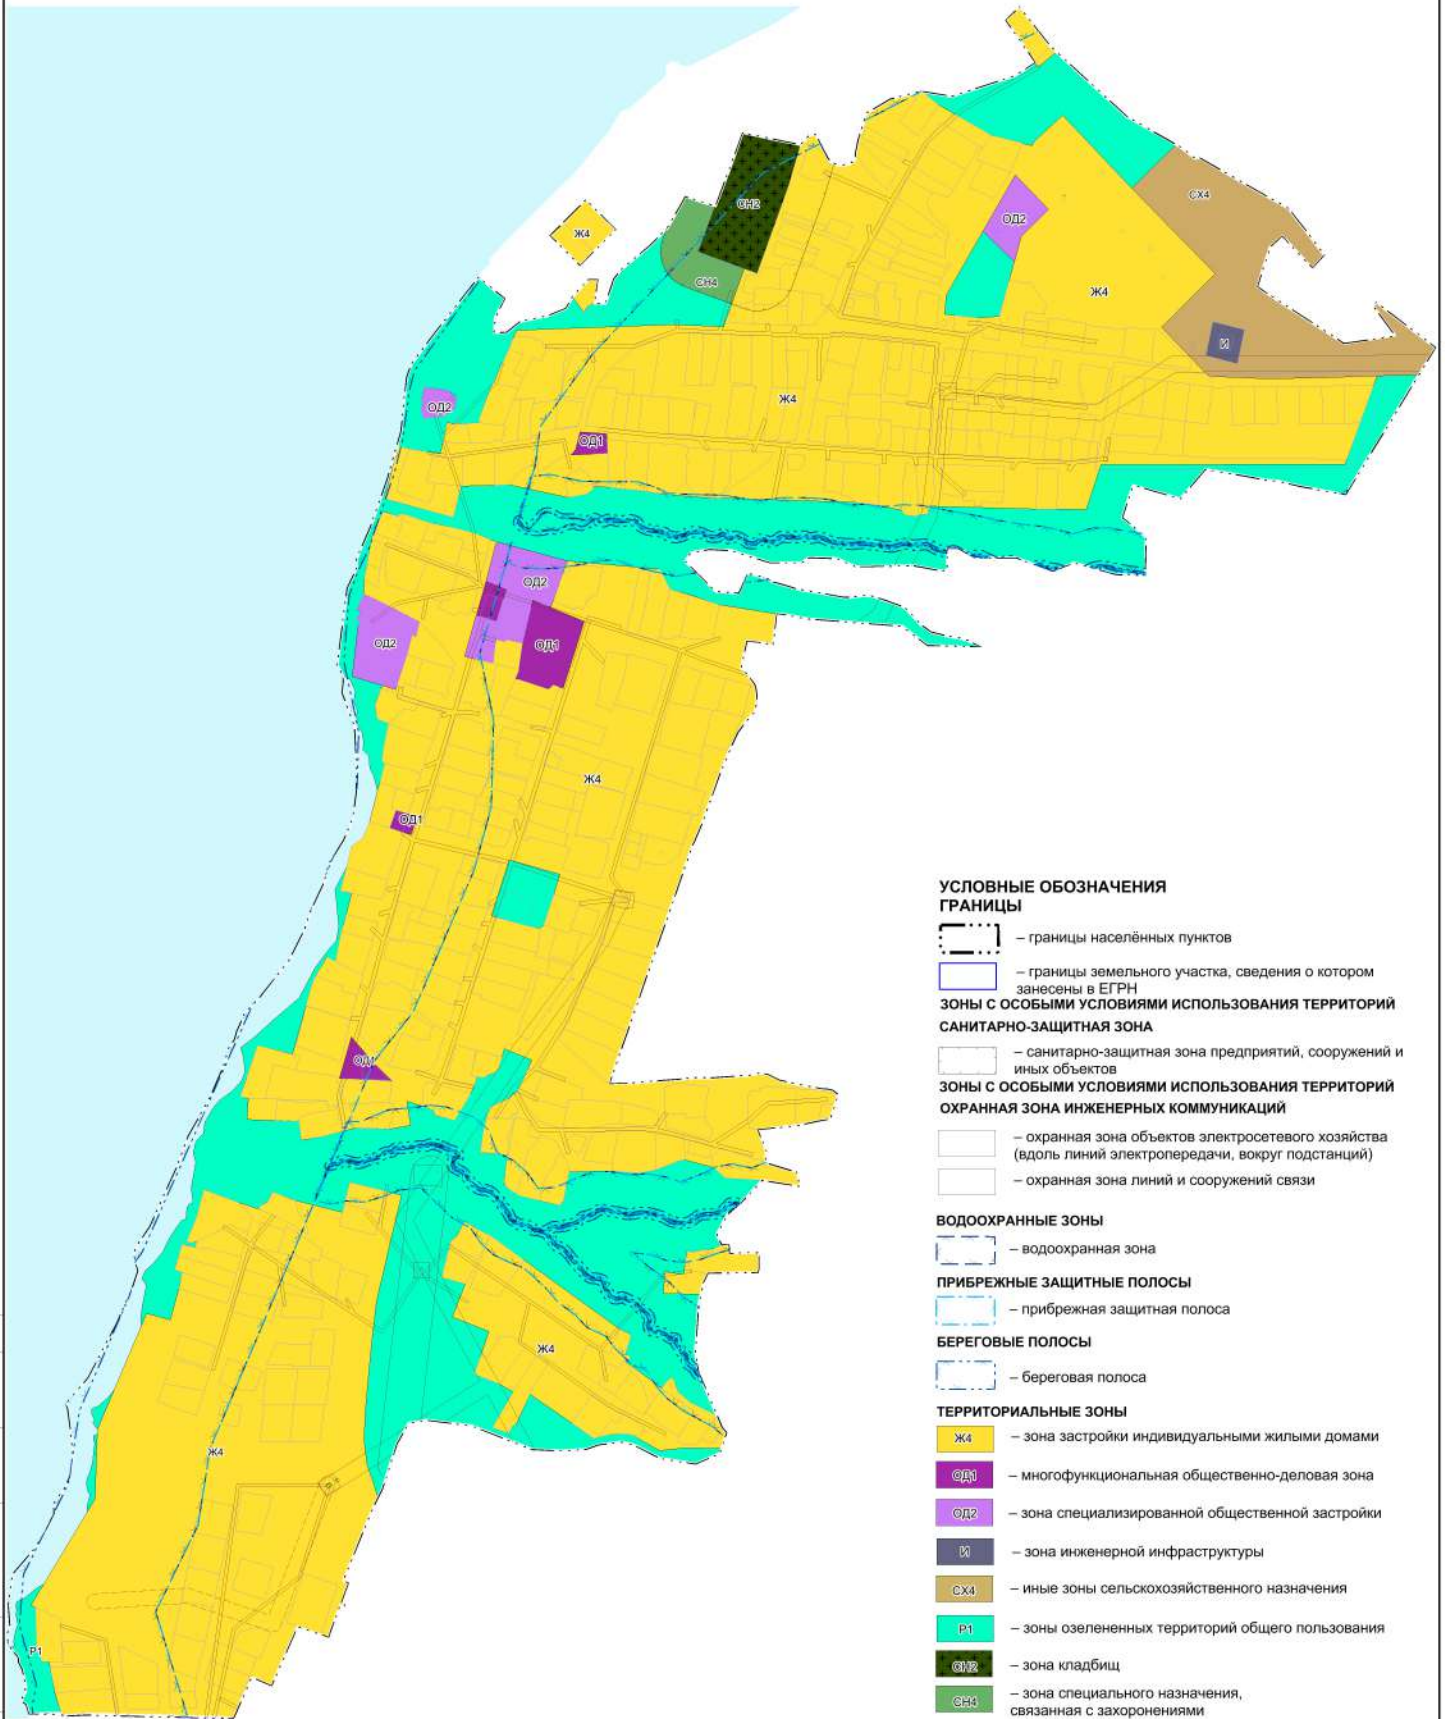 СХ4
СН2
ОД2
Ж4
СН4
Ж4
И
Ж4
ОД2
ОД1
ОД2
ОД2
ОД1
Ж4
ОД1
ОД1
Ж4
Ж4
Р1
УСЛОВНЫЕ ОБОЗНАЧЕНИЯ
ГРАНИЦЫ
– границы населённых пунктов
– границы земельного участка, сведения о котором
занесены в ЕГРН
ЗОНЫ С ОСОБЫМИ УСЛОВИЯМИ ИСПОЛЬЗОВАНИЯ ТЕРРИТОРИЙ
САНИТАРНО-ЗАЩИТНАЯ ЗОНА
– санитарно-защитная зона предприятий, сооружений и
иных объектов
ЗОНЫ С ОСОБЫМИ УСЛОВИЯМИ ИСПОЛЬЗОВАНИЯ ТЕРРИТОРИЙ
ОХРАННАЯ ЗОНА ИНЖЕНЕРНЫХ КОММУНИКАЦИЙ
– охранная зона объектов электросетевого хозяйства
(вдоль линий электропередачи, вокруг подстанций)
– охранная зона линий и сооружений связи
ВОДООХРАННЫЕ ЗОНЫ
– водоохранная зона
ПРИБРЕЖНЫЕ ЗАЩИТНЫЕ ПОЛОСЫ
– прибрежная защитная полоса
БЕРЕГОВЫЕ ПОЛОСЫ
– береговая полоса
ТЕРРИТОРИАЛЬНЫЕ ЗОНЫ
Ж4 – зона застройки индивидуальными жилыми домами
ОД1 – многофункциональная общественно-деловая зона
ОД2 – зона специализированной общественной застройки
И – зона инженерной инфраструктуры
СХ4 – иные зоны сельскохозяйственного назначения
Р1 – зоны озелененных территорий общего пользования
СН2 – зона кладбищ
СН4 – зона специального назначения,
связанная с захоронениями